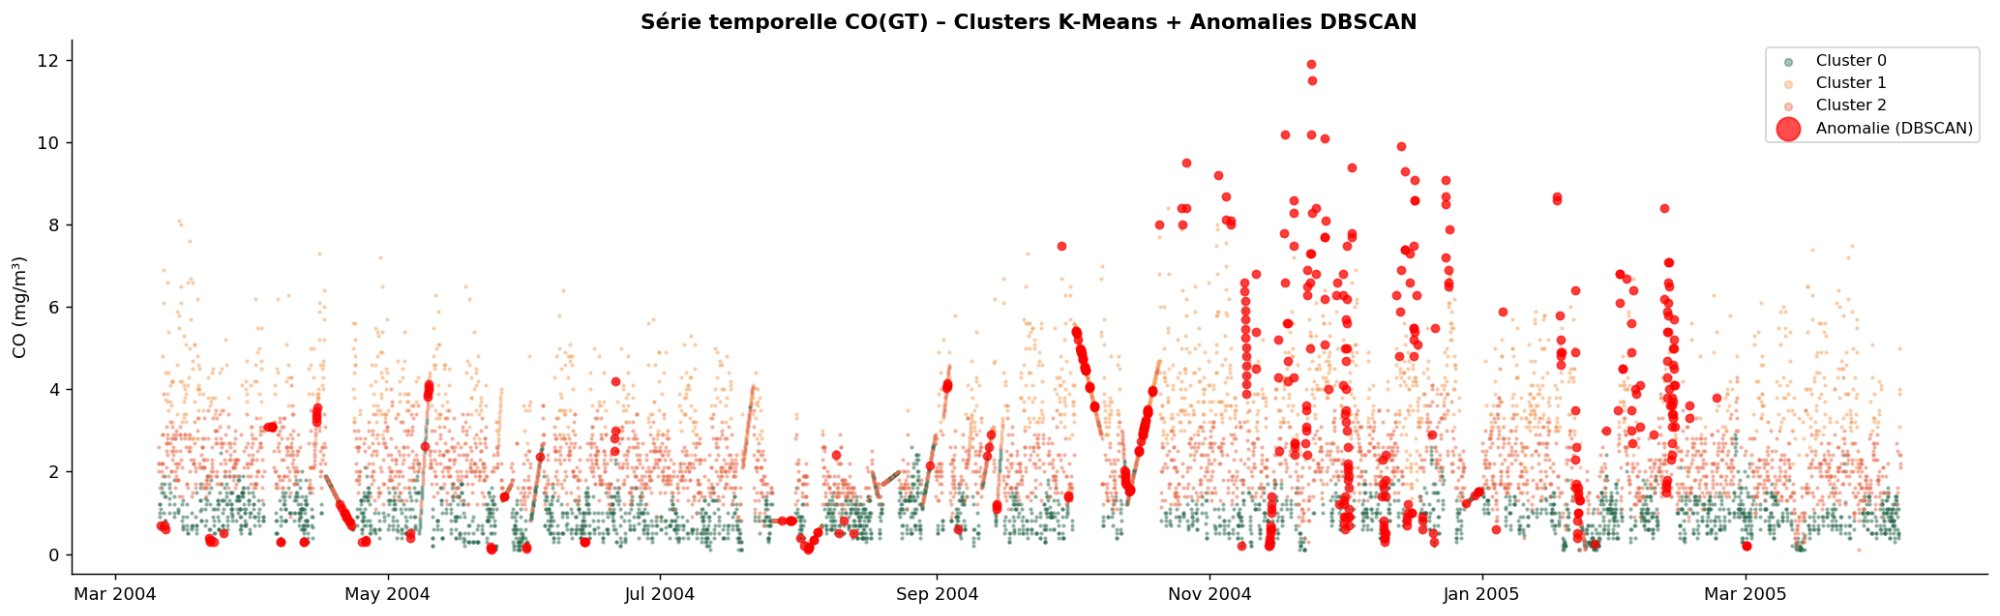 Série temporelle CO(GT) – Clusters K-Means + Anomalies DBSCAN
Cluster 0
Cluster 1
Cluster 2
Anomalie (DBSCAN)
CO (mg/m³)
12
10
8
6
4
2
0
Mar 2004 May 2004 Jul 2004 Sep 2004 Nov 2004 Jan 2005 Mar 2005